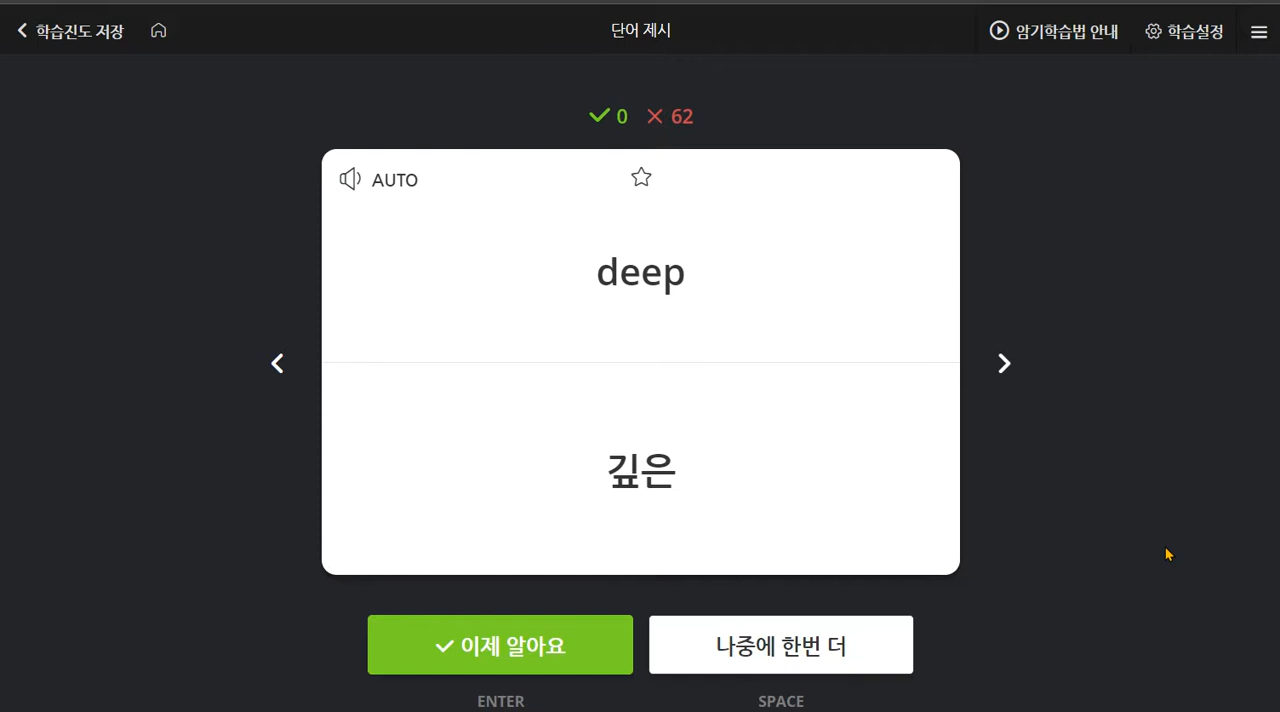 학습진도 저장 단어 제시 암기학습법 안내 학습설정
0 62
AUTO
deep
깊은
이제 알아요 나중에 한번 더
ENTER SPACE